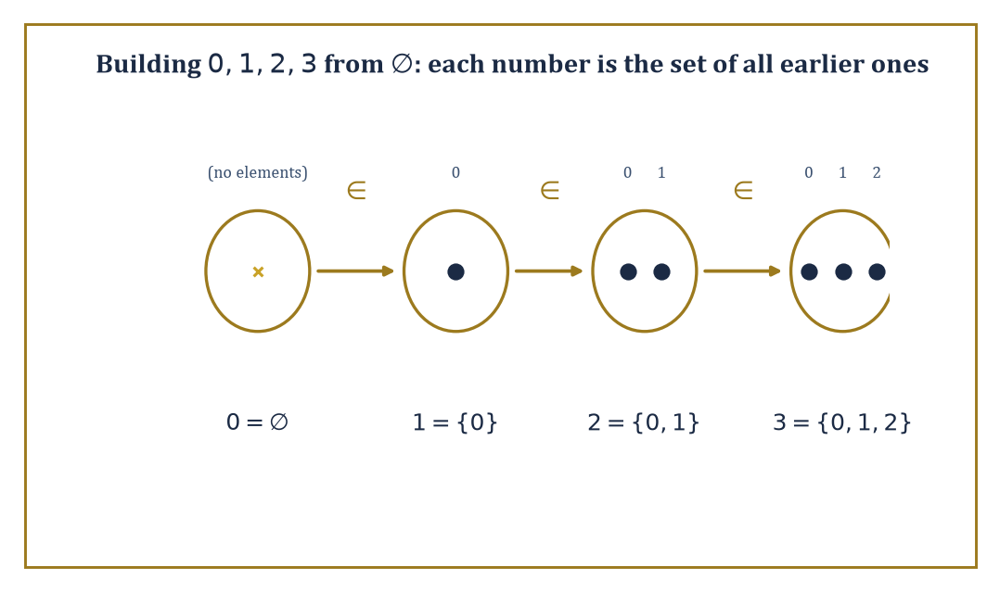 Building 0, 1, 2, 3 from ∅: each number is the set of all earlier ones
(no elements) 0 0 1 0 1 2
∈ ∈ ∈
0 = ∅ 1 = {0} 2 = {0, 1} 3 = {0, 1, 2}